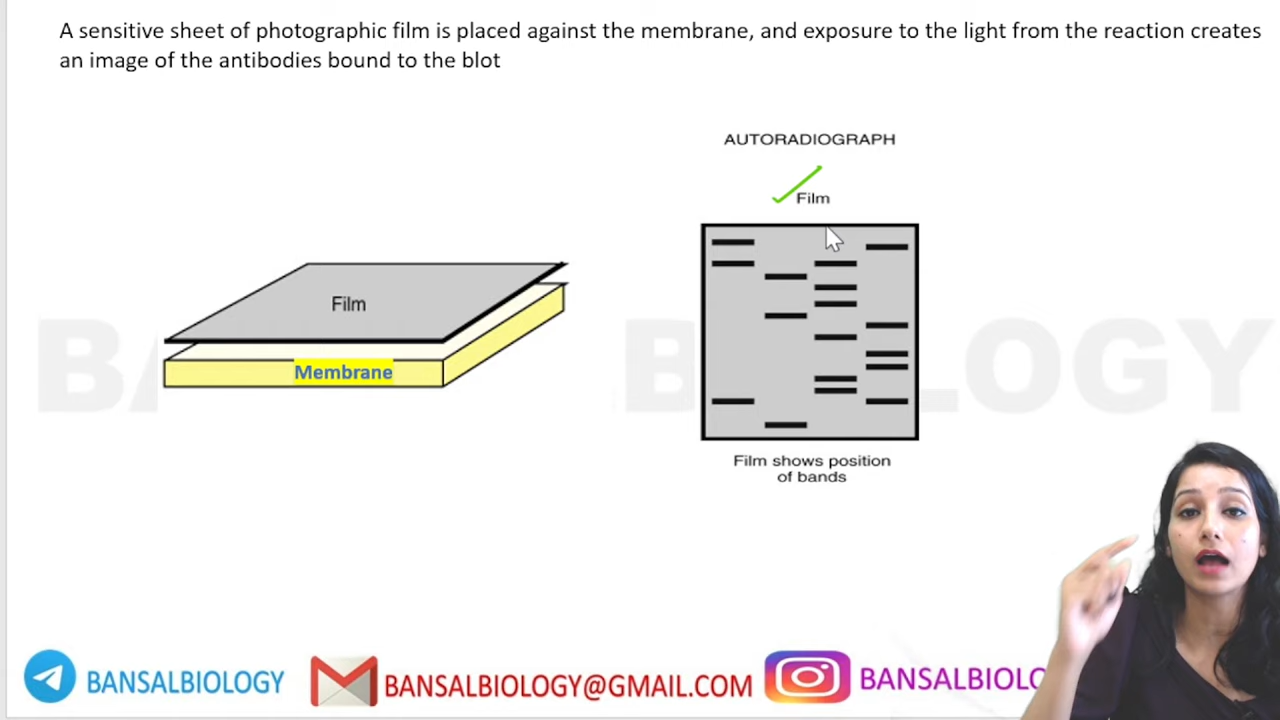 A sensitive sheet of photographic film is placed against the membrane, and exposure to the light from the reaction creates
an image of the antibodies bound to the blot
AUTORADIOGRAPH
Film
Film
Membrane
Film shows position
of bands
BANSALBIOLOGY
BANSALBIOLOGY@GMAIL.COM
BANSALBIOLO